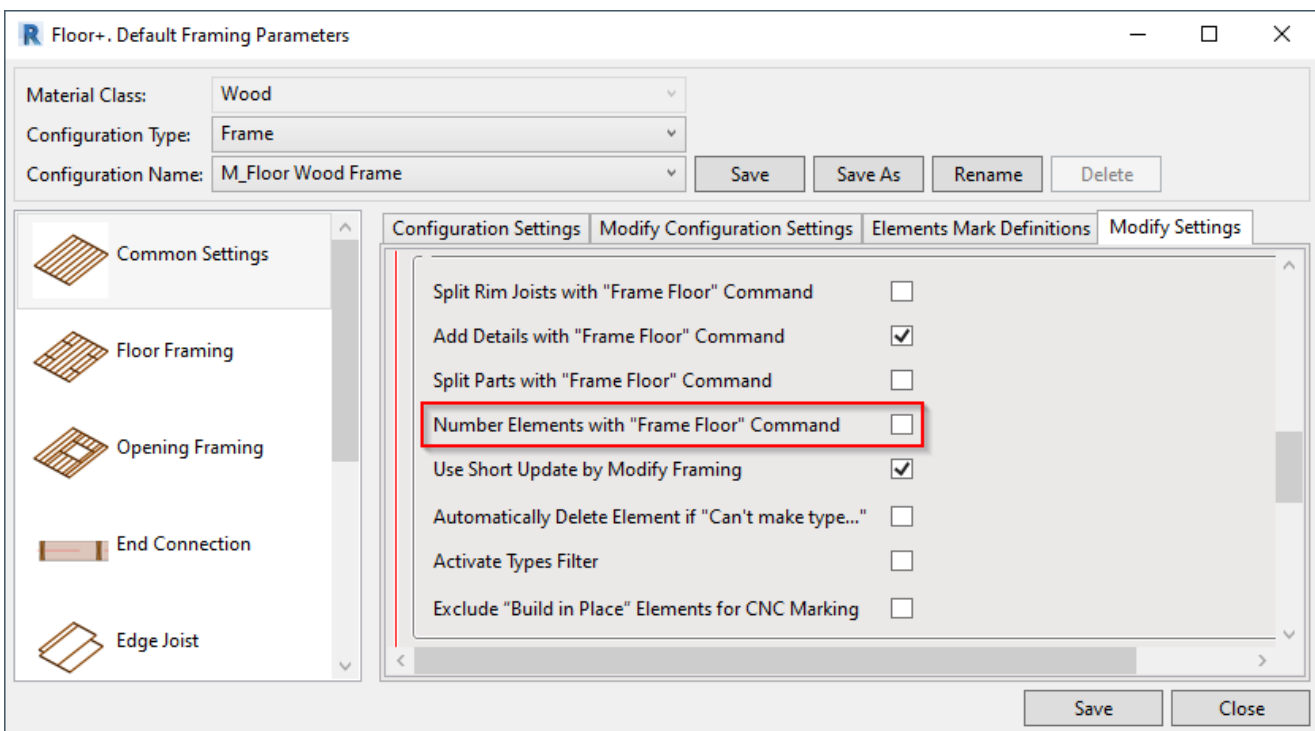 Floor+. Default Framing Parameters
Material Class: Wood
Configuration Type: Frame
Configuration Name: M_Floor Wood Frame Save Save As Rename Delete
Common Settings
Floor Framing
Opening Framing
End Connection
Edge Joist
Configuration Settings Modify Configuration Settings Elements Mark Definitions Modify Settings
Split Rim Joists with "Frame Floor" Command
Add Details with "Frame Floor" Command
Split Parts with "Frame Floor" Command
Number Elements with "Frame Floor" Command
Use Short Update by Modify Framing
Automatically Delete Element if "Can't make type..."
Activate Types Filter
Exclude “Build in Place” Elements for CNC Marking
Save Close